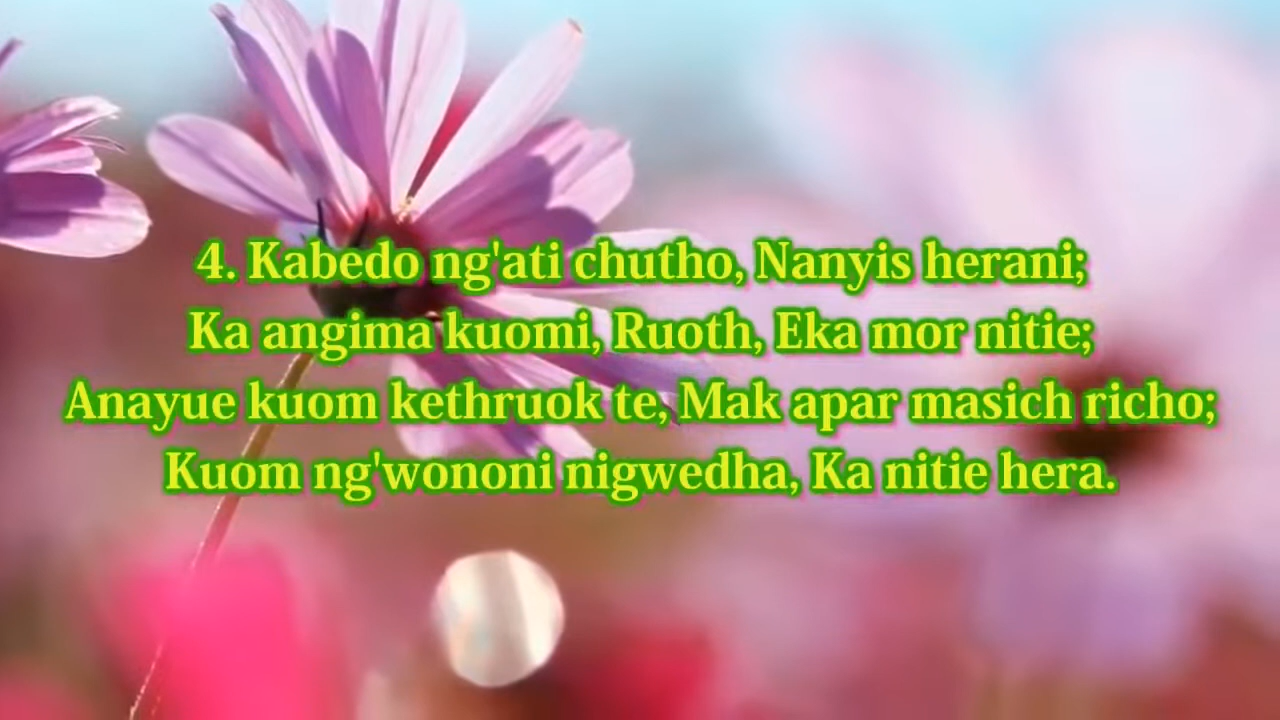 4. Kabedo ng'ati chutho, Nanyis herani;
Ka angima kuomi, Ruoth, Eka mor nitie;
Anayue kuom kethruok te, Mak apar masich richo;
Kuom ng'wononi nigwedha, Ka nitie hera.